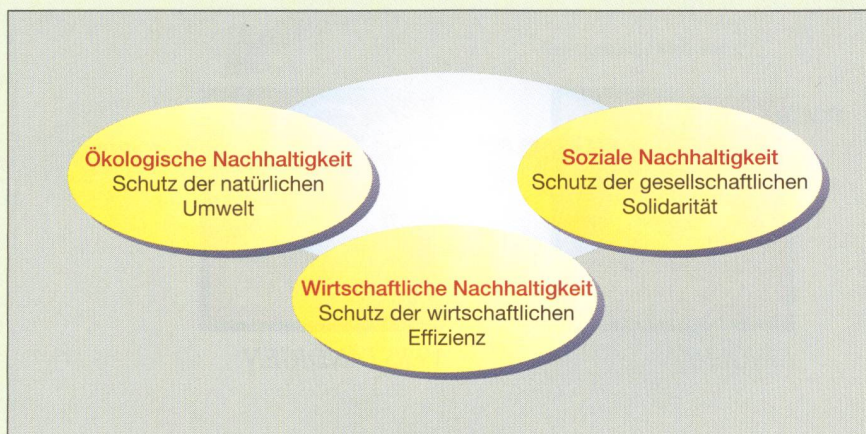 Ökologische Nachhaltigkeit
Schutz der natürlichen
Umwelt
Soziale Nachhaltigkeit
Schutz der gesellschaftlichen
Solidarität
Wirtschaftliche Nachhaltigkeit
Schutz der wirtschaftlichen
Effizienz